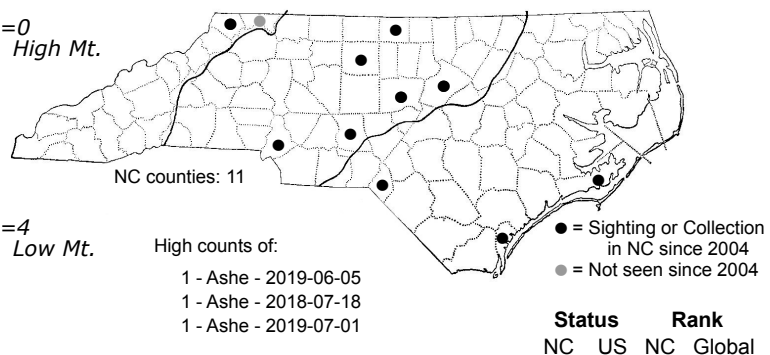 =0
High Mt.
NC counties: 11
=4
Low Mt.
High counts of:
1 - Ashe - 2019-06-05
1 - Ashe - 2018-07-18
1 - Ashe - 2019-07-01
● = Sighting or Collection
in NC since 2004
● = Not seen since 2004
Status Rank
NC US NC Global